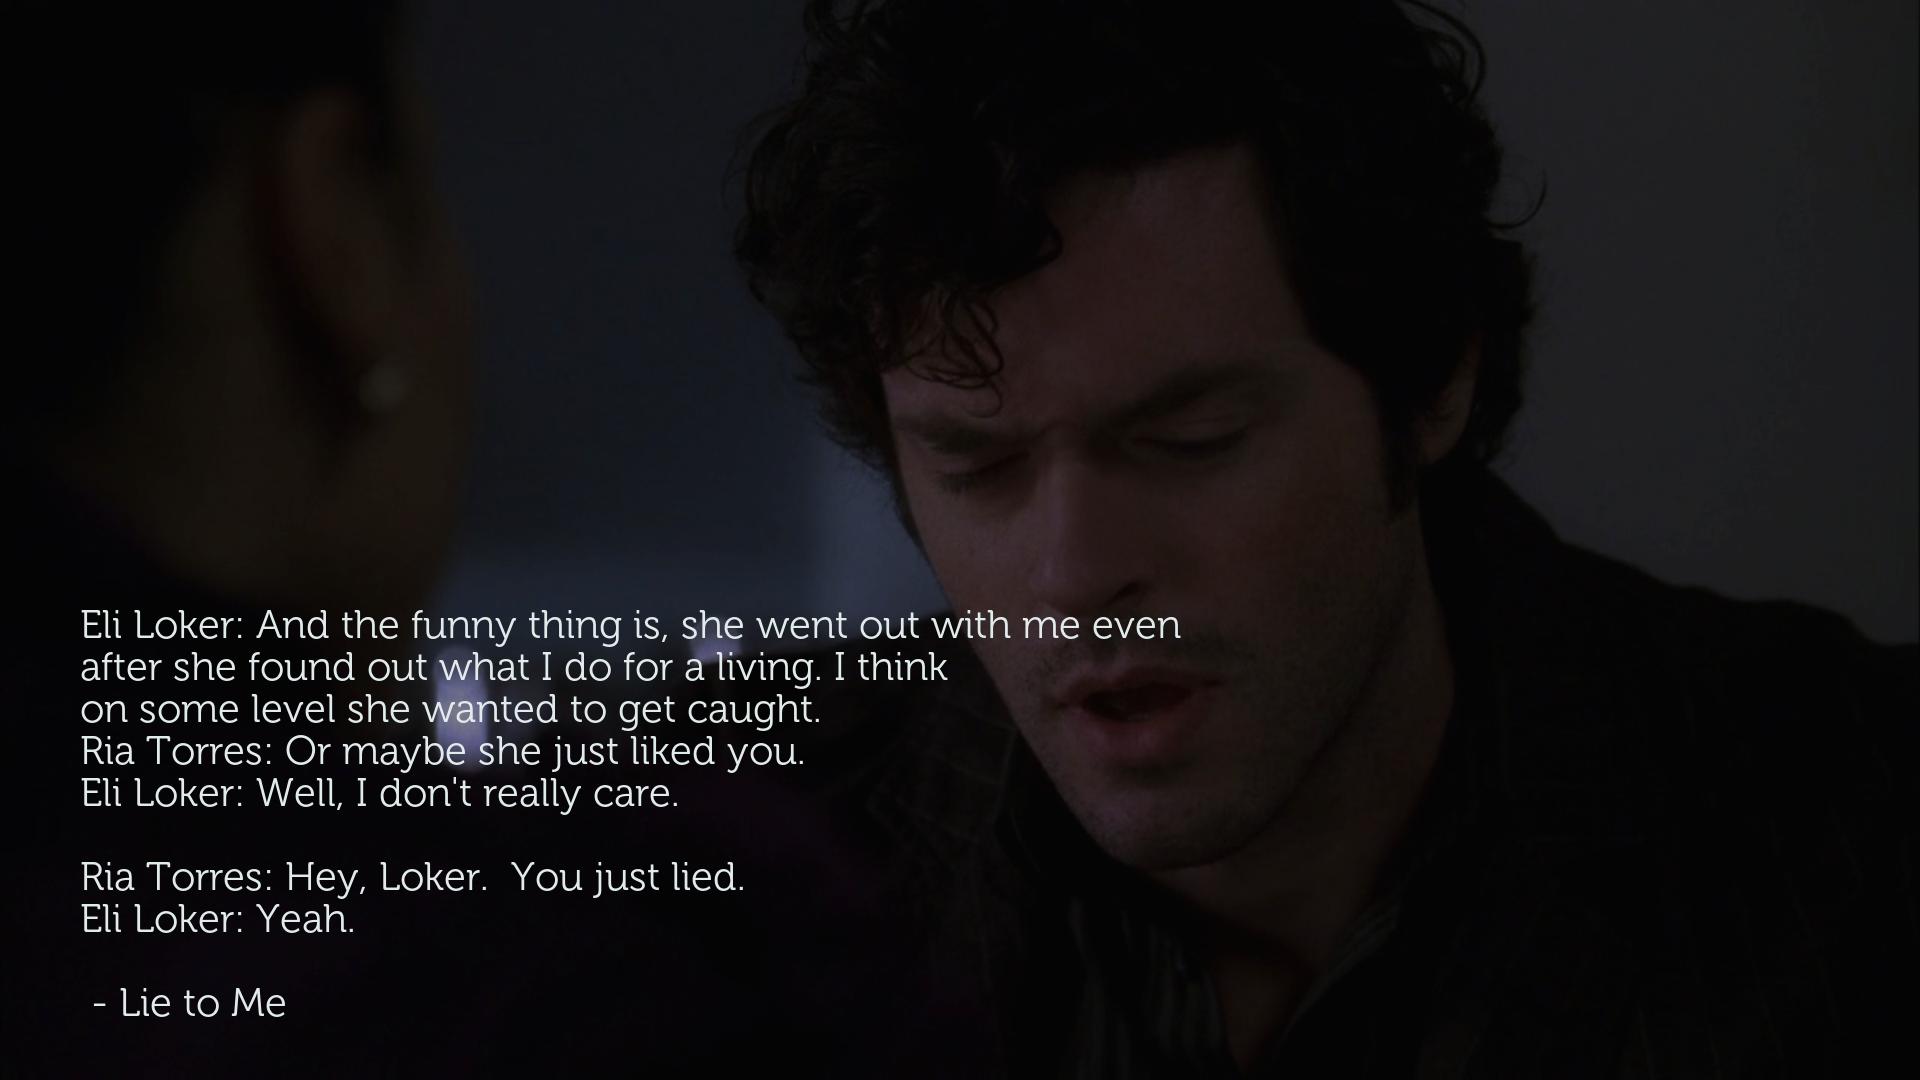 Eli Loker: And the funny thing is, she went out with me even
after she found out what I do for a living. I think
on some level she wanted to get caught.
Ria Torres: Or maybe she just liked you.
Eli Loker: Well, I don't really care.
Ria Torres: Hey, Loker.  You just lied.
Eli Loker: Yeah.
- Lie to Me